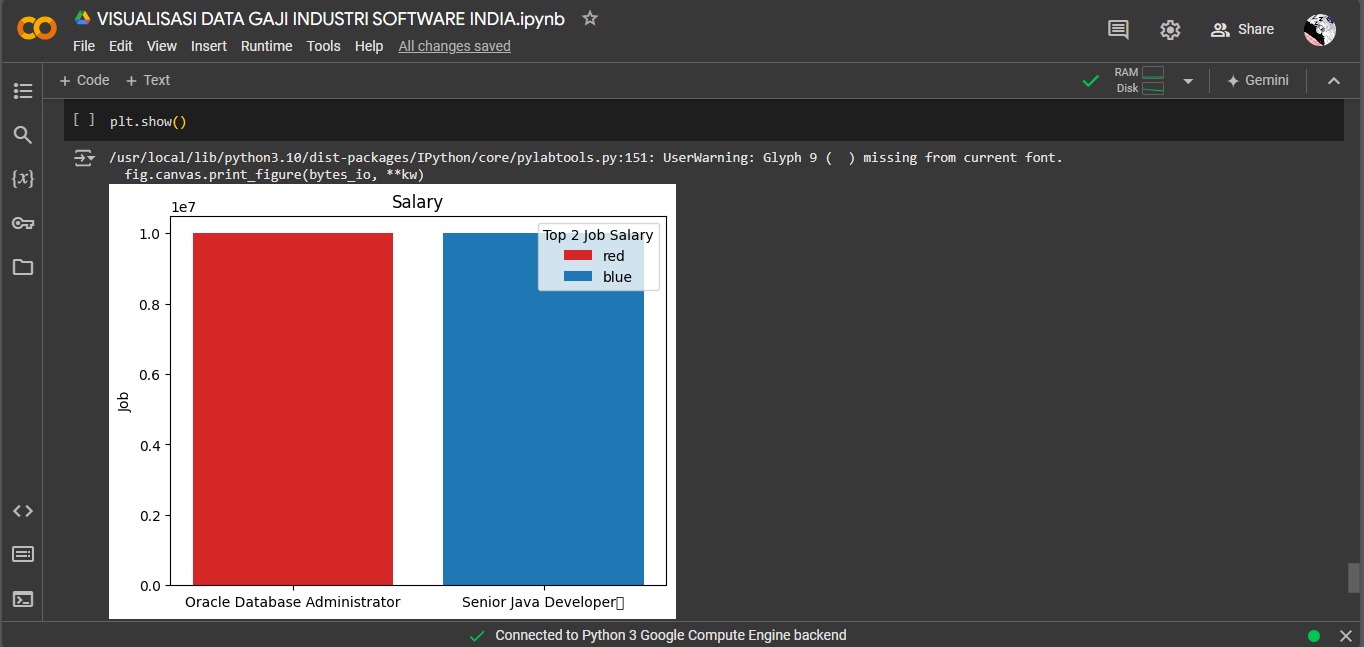 VISUALISASI DATA GAJI INDUSTRI SOFTWARE INDIA.ipynb
File Edit View Insert Runtime Tools Help All changes saved
Share
+ Code + Text
RAM
Disk
Gemini
[ ] plt.show()
/usr/local/lib/python3.10/dist-packages/IPython/core/pylabtools.py:151: UserWarning: Glyph 9 ( ) missing from current font.
fig.canvas.print_figure(bytes_io, **kw)
Salary
1e7
Top 2 Job Salary
red
blue
1.0
0.8
0.6
0.4
0.2
0.0
Job
Oracle Database Administrator
Senior Java Developer▯
{x}
Connected to Python 3 Google Compute Engine backend